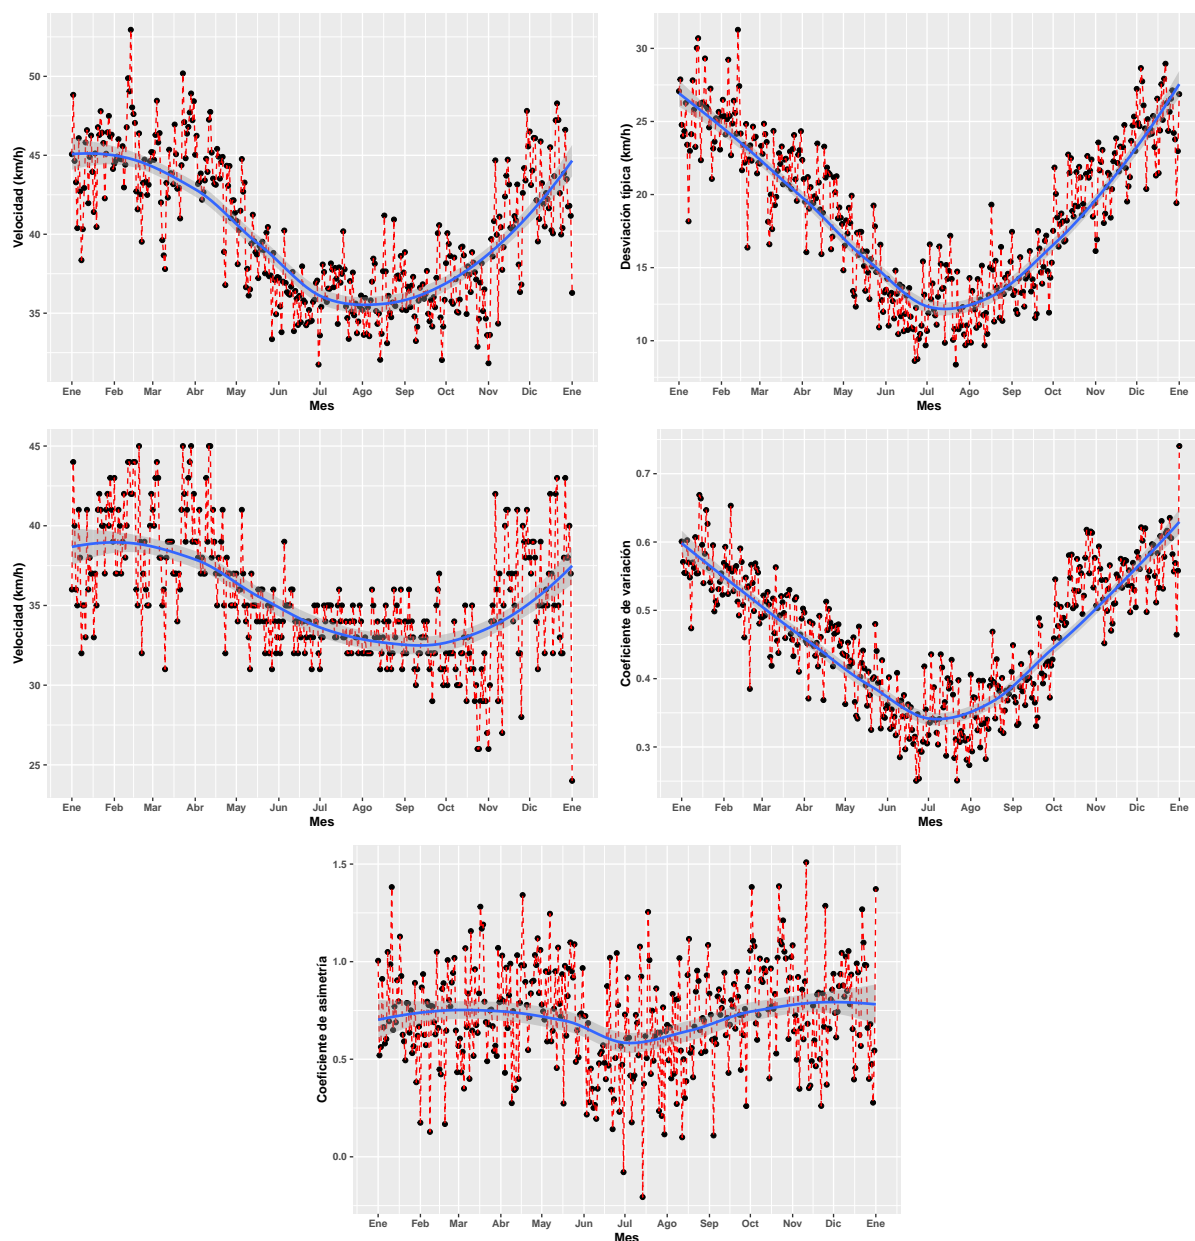 50
45
40
35
Velocidad (km/h)
Ene Feb Mar Abr May Jun Jul Ago Sep Oct Nov Dic Ene
Mes
30
25
20
15
10
Desviación típica (km/h)
Ene Feb Mar Abr May Jun Jul Ago Sep Oct Nov Dic Ene
Mes
45
40
35
30
25
Velocidad (km/h)
Ene Feb Mar Abr May Jun Jul Ago Sep Oct Nov Dic Ene
Mes
0.7
0.6
0.5
0.4
0.3
Coeficiente de variación
Ene Feb Mar Abr May Jun Jul Ago Sep Oct Nov Dic Ene
Mes
1.5
1.0
0.5
0.0
Coeficiente de asimetría
Ene Feb Mar Abr May Jun Jul Ago Sep Oct Nov Dic Ene
Mes